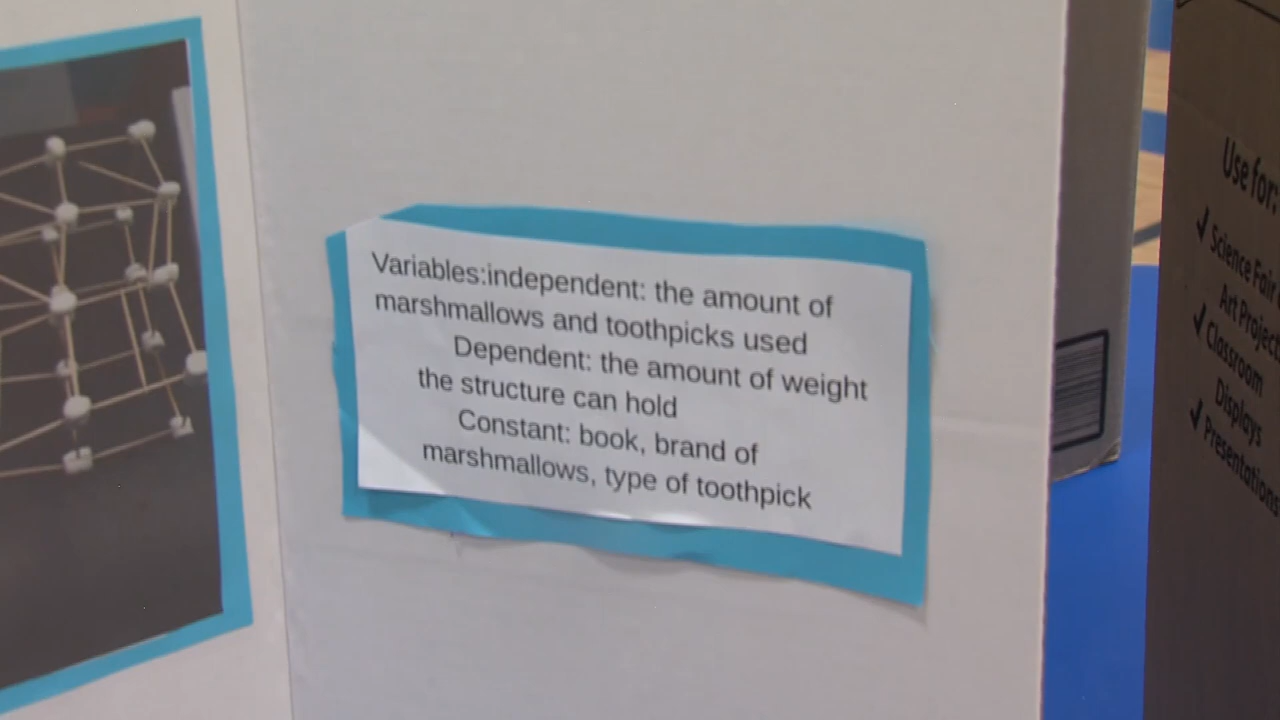 Variables:independent: the amount of
marshmallows and toothpicks used
Dependent: the amount of weight
the structure can hold
Constant: book, brand of
marshmallows, type of toothpick
Use for:
✓ Science Fair
Art Project
✓ Classroom
Displays
✓ Presentations